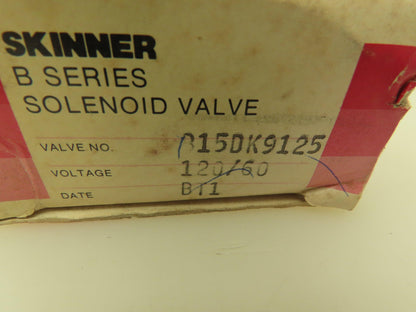 SKINNER
B SERIES
SOLENOID VALVE
VALVE NO. B15DK9125
VOLTAGE 120/60
DATE BT1